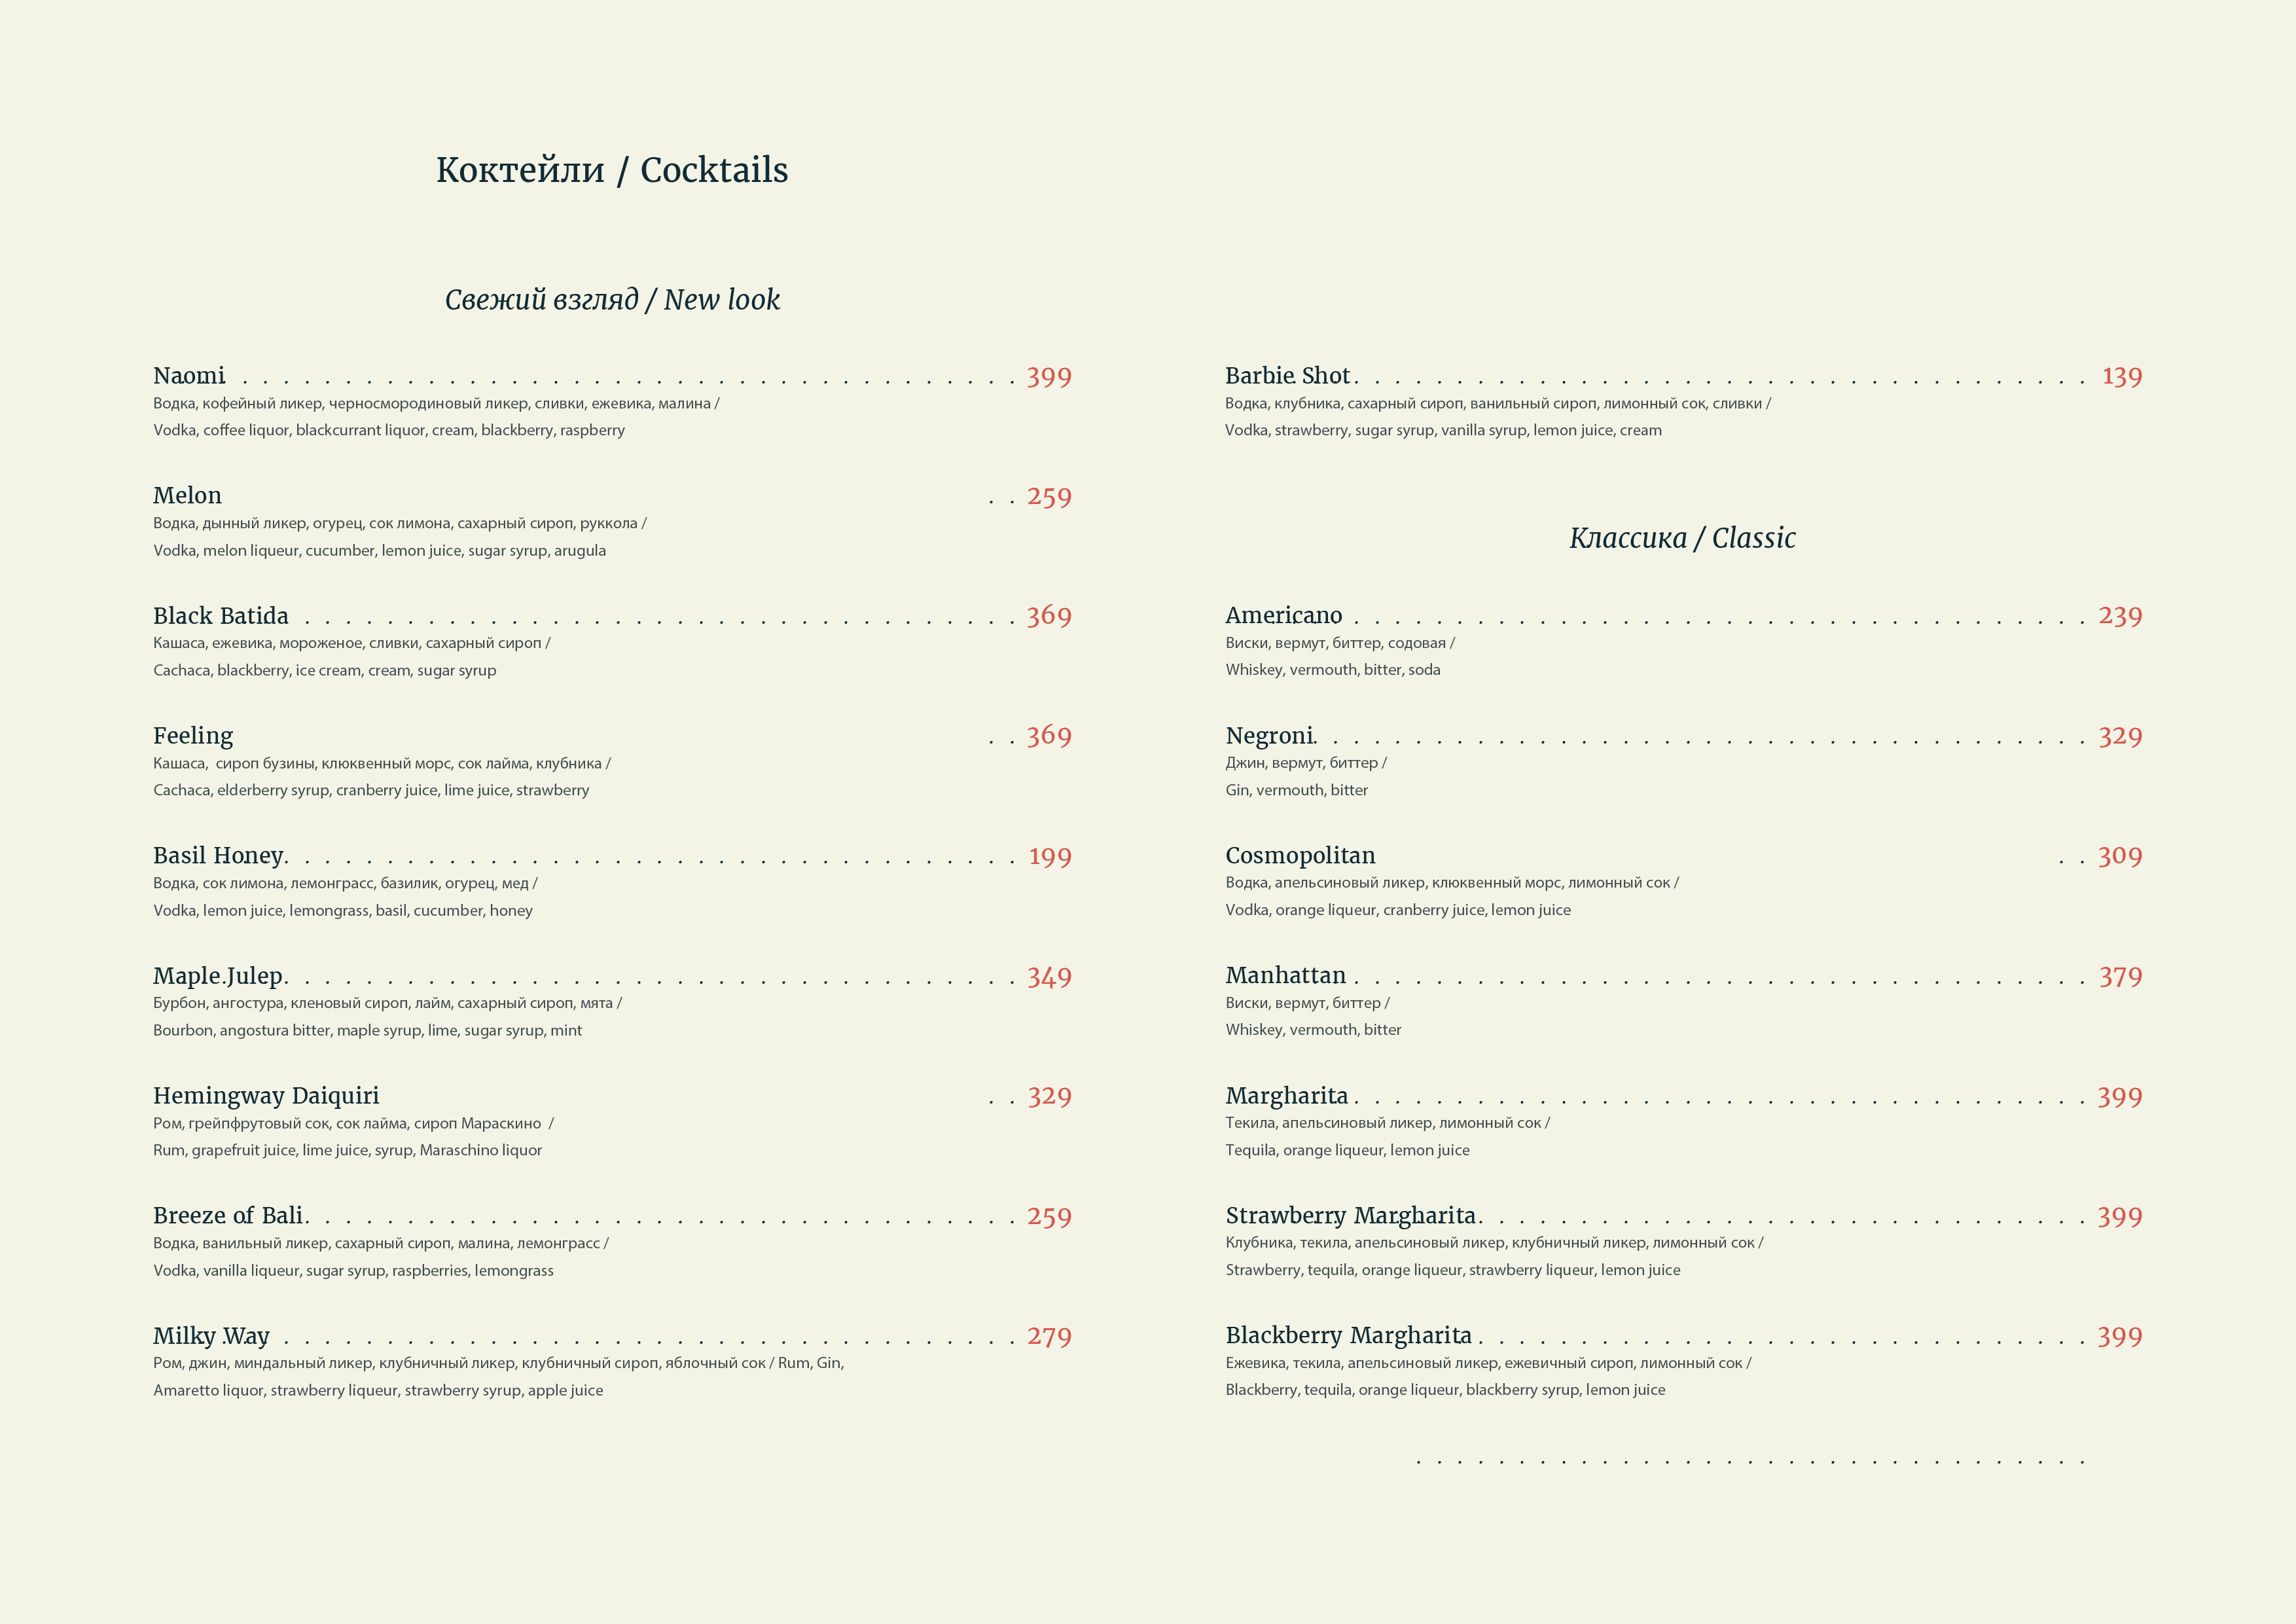 Коктейли / Cocktails
Свежий взгляд / New look
Naomi . . . . . . . . . . . . . . . . . . . . . . . . . . . . . . . . . . . . . . 399
Водка, кофейный ликер, черносмородиновый ликер, сливки, ежевика, малина /
Vodka, coffee liquor, blackcurrant liquor, cream, blackberry, raspberry
Melon . . 259
Водка, дынный ликер, огурец, сок лимона, сахарный сироп, руккола /
Vodka, melon liqueur, cucumber, lemon juice, sugar syrup, arugula
Black Batida . . . . . . . . . . . . . . . . . . . . . . . . . . . . . . . . . . . 369
Кашаса, ежевика, мороженое, сливки, сахарный сироп /
Cachaca, blackberry, ice cream, cream, sugar syrup
Feeling . . 369
Кашаса, сироп бузины, клюквенный морс, сок лайма, клубника /
Cachaca, elderberry syrup, cranberry juice, lime juice, strawberry
Basil Honey. . . . . . . . . . . . . . . . . . . . . . . . . . . . . . . . . . . . 199
Водка, сок лимона, лемонграсс, базилик, огурец, мед /
Vodka, lemon juice, lemongrass, basil, cucumber, honey
Maple Julep. . . . . . . . . . . . . . . . . . . . . . . . . . . . . . . . . . . . 349
Бурбон, ангостура, кленовый сироп, лайм, сахарный сироп, мята /
Bourbon, angostura bitter, maple syrup, lime, sugar syrup, mint
Hemingway Daiquiri . . 329
Ром, грейпфрутовый сок, сок лайма, сироп Мараскино /
Rum, grapefruit juice, lime juice, syrup, Maraschino liquor
Breeze of Bali. . . . . . . . . . . . . . . . . . . . . . . . . . . . . . . . . . . 259
Водка, ванильный ликер, сахарный сироп, малина, лемонграсс /
Vodka, vanilla liqueur, sugar syrup, raspberries, lemongrass
Milky Way . . . . . . . . . . . . . . . . . . . . . . . . . . . . . . . . . . . . 279
Ром, джин, миндальный ликер, клубничный ликер, клубничный сироп, яблочный сок / Rum, Gin,
Amaretto liquor, strawberry liqueur, strawberry syrup, apple juice
Barbie Shot. . . . . . . . . . . . . . . . . . . . . . . . . . . . . . . . . . . . 139
Водка, клубника, сахарный сироп, ванильный сироп, лимонный сок, сливки /
Vodka, strawberry, sugar syrup, vanilla syrup, lemon juice, cream
Классика / Classic
Americano . . . . . . . . . . . . . . . . . . . . . . . . . . . . . . . . . . . . 239
Виски, вермут, биттер, содовая /
Whiskey, vermouth, bitter, soda
Negroni. . . . . . . . . . . . . . . . . . . . . . . . . . . . . . . . . . . . . . 329
Джин, вермут, биттер /
Gin, vermouth, bitter
Cosmopolitan . . 309
Водка, апельсиновый ликер, клюквенный морс, лимонный сок /
Vodka, orange liqueur, cranberry juice, lemon juice
Manhattan . . . . . . . . . . . . . . . . . . . . . . . . . . . . . . . . . . . . 379
Виски, вермут, биттер /
Whiskey, vermouth, bitter
Margharita . . . . . . . . . . . . . . . . . . . . . . . . . . . . . . . . . . . . 399
Текила, апельсиновый ликер, лимонный сок /
Tequila, orange liqueur, lemon juice
Strawberry Margharita. . . . . . . . . . . . . . . . . . . . . . . . . . . . . . 399
Клубника, текила, апельсиновый ликер, клубничный ликер, лимонный сок /
Strawberry, tequila, orange liqueur, strawberry liqueur, lemon juice
Blackberry Margharita . . . . . . . . . . . . . . . . . . . . . . . . . . . . . . 399
Ежевика, текила, апельсиновый ликер, ежевичный сироп, лимонный сок /
Blackberry, tequila, orange liqueur, blackberry syrup, lemon juice
. . . . . . . . . . . . . . . . . . . . . . . . . . . . . . . . .